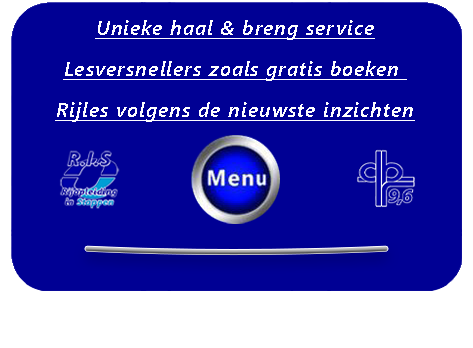 Unieke haal & breng service
Lesversnellers zoals gratis boeken
Rijles volgens de nieuwste inzichten
R.I.S
Rijopleiding
in Stappen
Menu
9,6